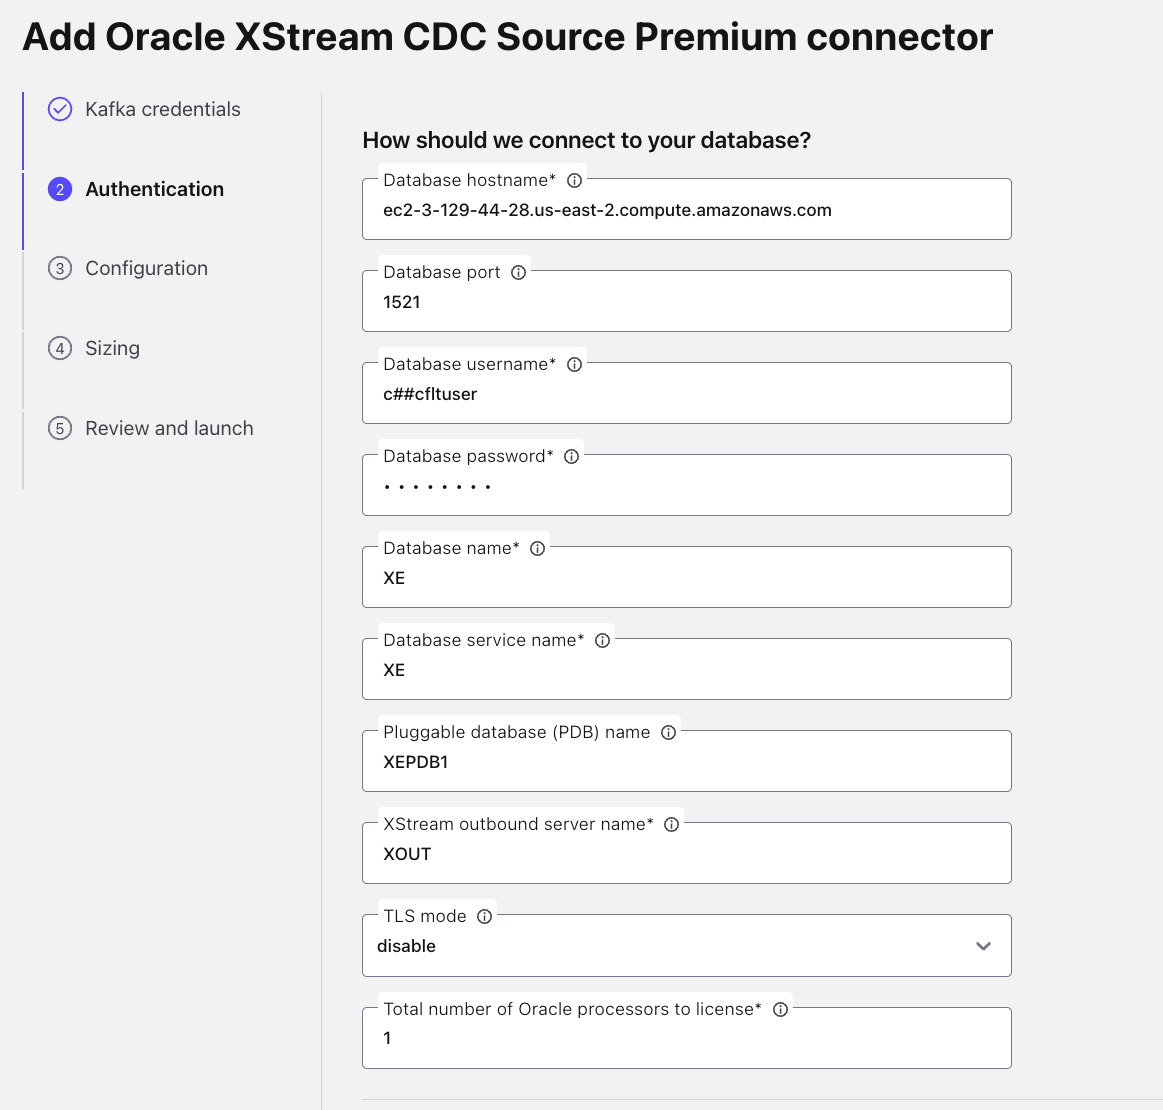 Add Oracle XStream CDC Source Premium connector
Kafka credentials
2 Authentication
3 Configuration
4 Sizing
5 Review and launch
How should we connect to your database?
Database hostname*
ec2-3-129-44-28.us-east-2.compute.amazonaws.com
Database port
1521
Database username*
c##cfltuser
Database password*
• • • • • • • •
Database name*
XE
Database service name*
XE
Pluggable database (PDB) name
XEPDB1
XStream outbound server name*
XOUT
TLS mode
disable
Total number of Oracle processors to license*
1